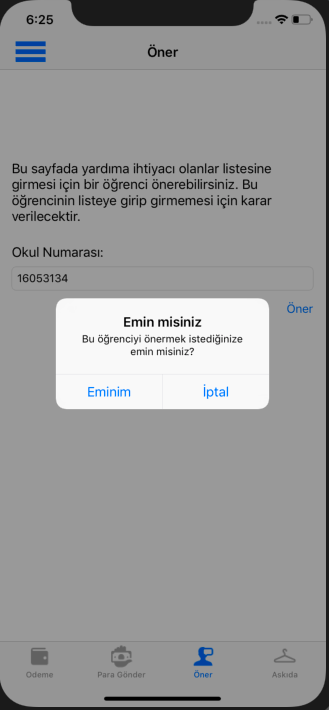 6:25
Öner
Bu sayfada yardıma ihtiyacı olanlar listesine
girmesi için bir öğrenci önerebilirsiniz. Bu
öğrencinin listeye girip girmemesi için karar
verilecektir.
Okul Numarası:
16053134
Öner
Emin misiniz
Bu öğrenciyi önermek istediğinize
emin misiniz?
Eminim
İptal
Odeme
Para Gönder
Öner
Askıda